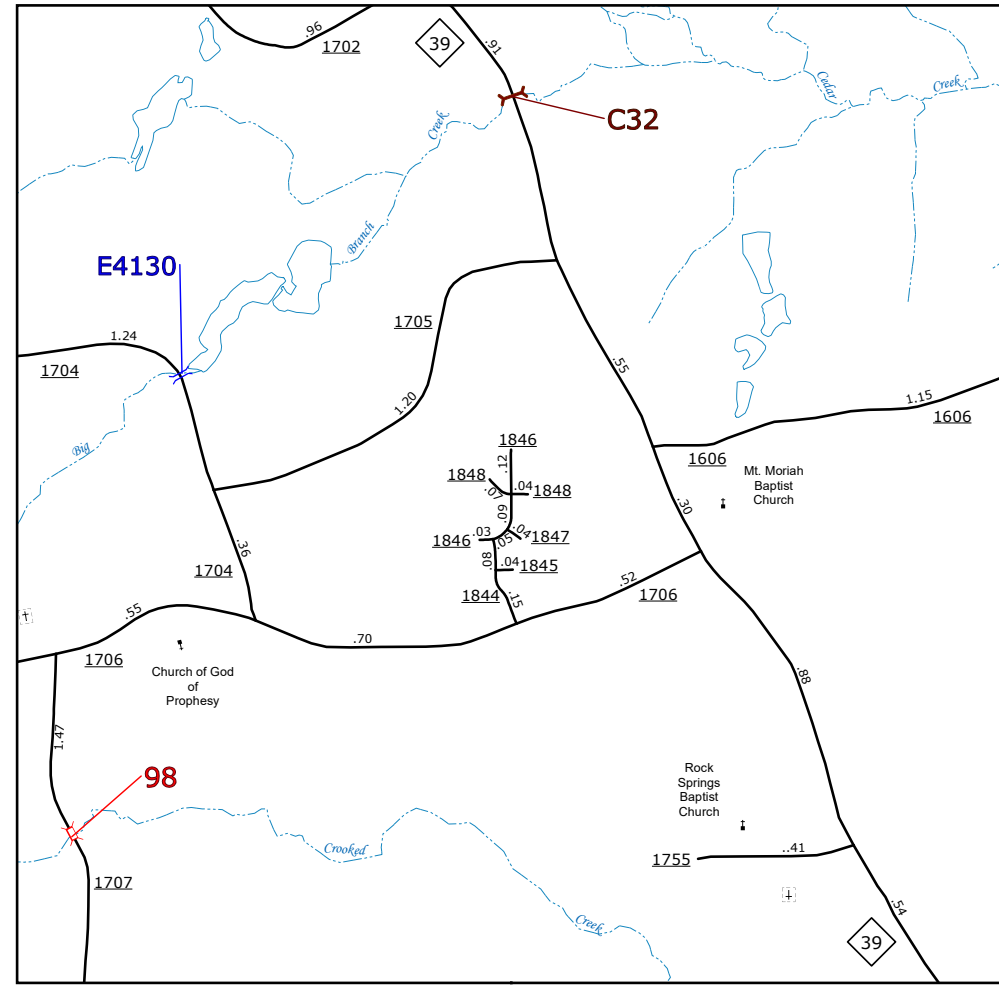 .96
1702
39
.91
Cedar
Creek
C32
Creek
Branch
E4130
1705
1.24
1704
.55
1.20
1.15
1606
1606
Big
1846
.12
1848
.07
.04
1848
Mt. Moriah
Baptist
Church
.30
.09
.03
1846
.05
.04
1847
.08
.04
1845
.36
1704
1844
.15
.52
1706
.55
.70
1706
Church of God
of
Prophesy
.88
1.47
98
Rock
Springs
Baptist
Church
Crooked
1755
..41
1707
.54
Creek
39